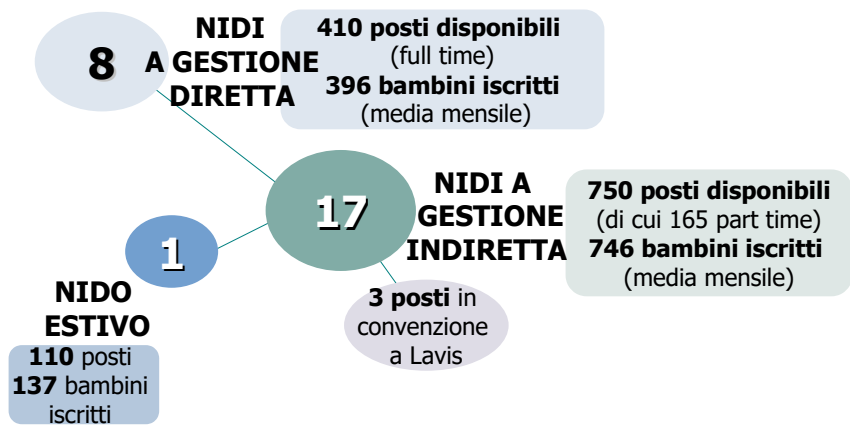 8
NIDI
A GESTIONE
DIRETTA
410 posti disponibili
(full time)
396 bambini iscritti
(media mensile)
17
NIDI A
GESTIONE
INDIRETTA
750 posti disponibili
(di cui 165 part time)
746 bambini iscritti
(media mensile)
1
NIDO
ESTIVO
110 posti
137 bambini
iscritti
3 posti in
convenzione
a Lavis